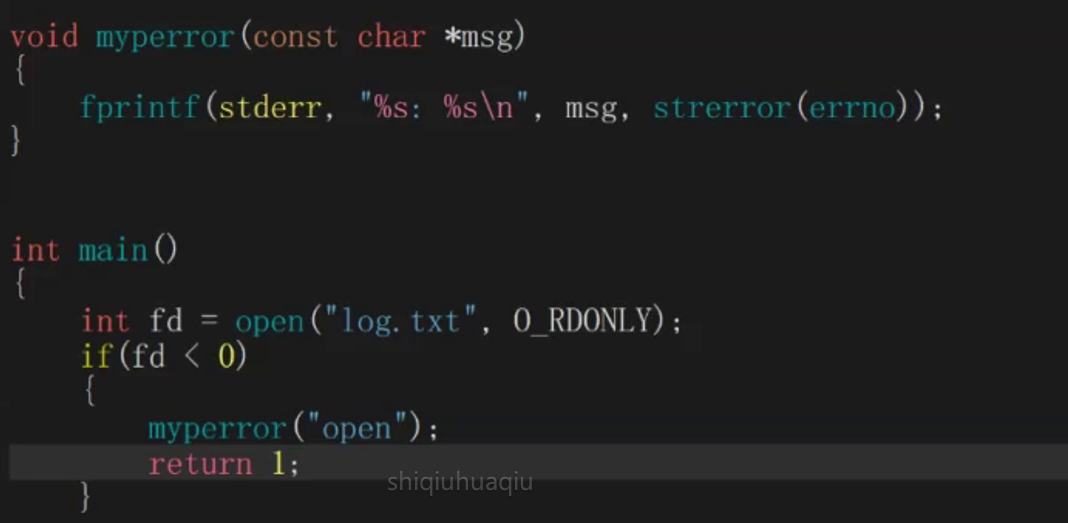 void myperror(const char *msg)
{
    fprintf(stderr, "%s: %s\n", msg, strerror(errno));
}
int main()
{
    int fd = open("log.txt", O_RDONLY);
    if(fd < 0)
    {
        myperror("open");
        return 1;
shiqiuhuaqiu
    }